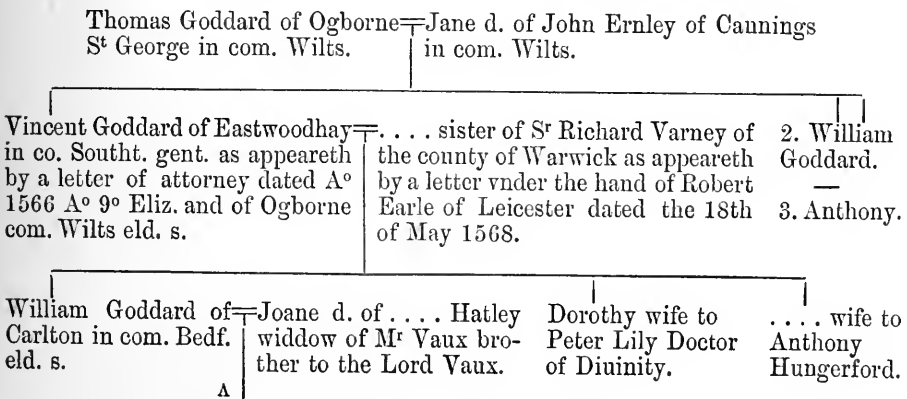 Thomas Goddard of Ogborne
Sᵗ George in com. Wilts.
Jane d. of John Ernley of Cannings
in com. Wilts.
Vincent Goddard of Eastwoodhay
in co. Southt. gent. as appeareth
by a letter of attorney dated Aº
1566 Aº 9º Eliz. and of Ogborne
com. Wilts eld. s.
. . . . sister of Sʳ Richard Varney of
the county of Warwick as appeareth
by a letter vnder the hand of Robert
Earle of Leicester dated the 18th
of May 1568.
2. William
Goddard.
—
3. Anthony.
William Goddard of
Carlton in com. Bedf.
eld. s.
Joane d. of . . . . Hatley
widdow of Mʳ Vaux bro-
ther to the Lord Vaux.
Dorothy wife to
Peter Lily Doctor
of Diuinity.
. . . . wife to
Anthony
Hungerford.
A